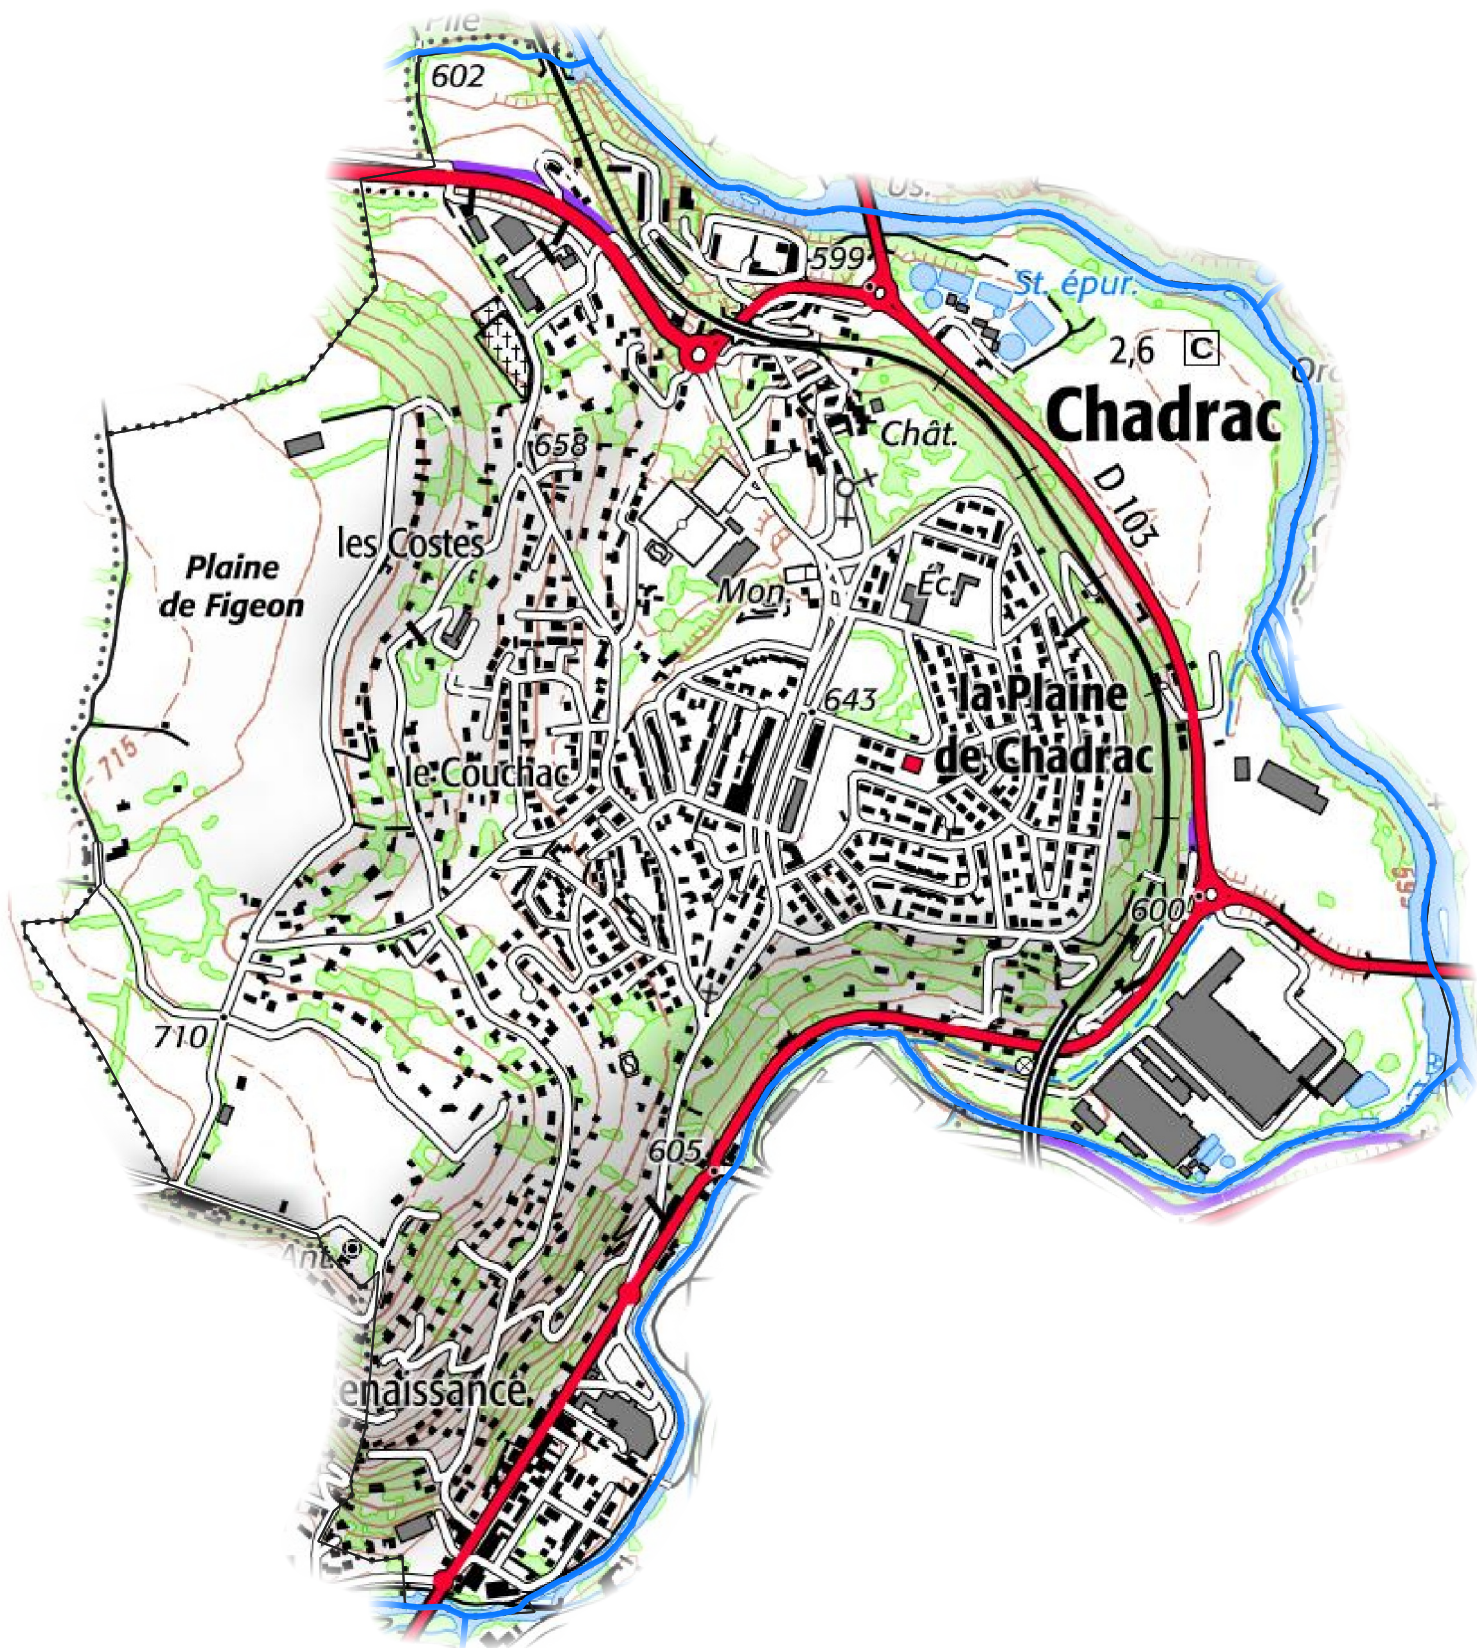 602
Us.
599
St. épur.
2,6 C
Chadrac
Chât.
658
D 103
les Costes
Plaine
de Figeon
Mon.
Éc.
643
la Plaine
de Chadrac
715
le Couchac
600
710
605
Ant.
enaissance